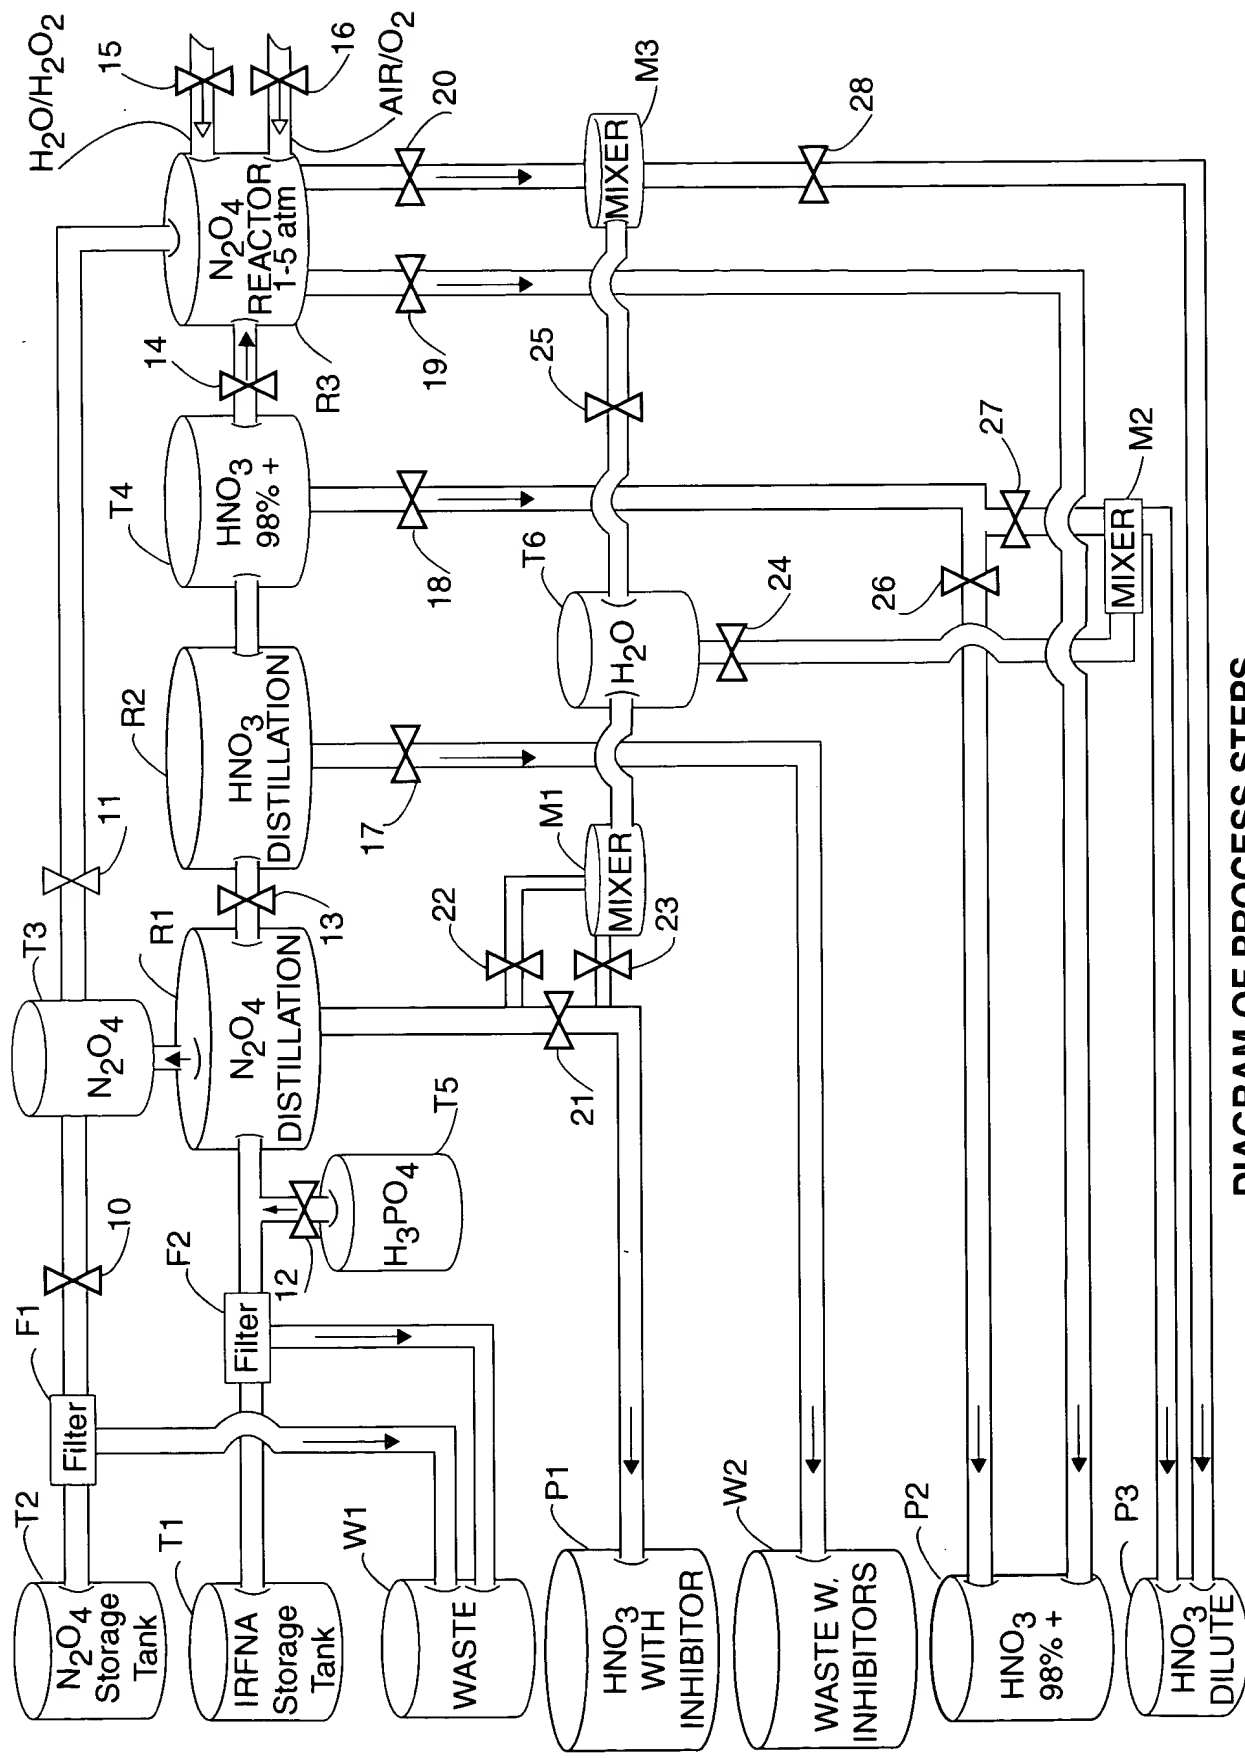 H2O/H2O2
15
16
AIR/O2
20
M3
28
N2O4
REACTOR
1-5 atm
MIXER
14
R3
19
25
27
M2
T4
HNO3
98% +
18
T6
H2O
24
26
MIXER
R2
HNO3
DISTILLATION
17
M1
MIXER
11
13
22
23
T3
N2O4
R1
N2O4
DISTILLATION
21
T5
H3PO4
12
10
F1
Filter
F2
Filter
T2
N2O4
Storage
Tank
T1
IRFNA
Storage
Tank
W1
WASTE
P1
HNO3
WITH
INHIBITOR
W2
WASTE W.
INHIBITORS
P2
HNO3
98% +
P3
HNO3
DILUTE
DIAGRAM OF PROCESS STEPS